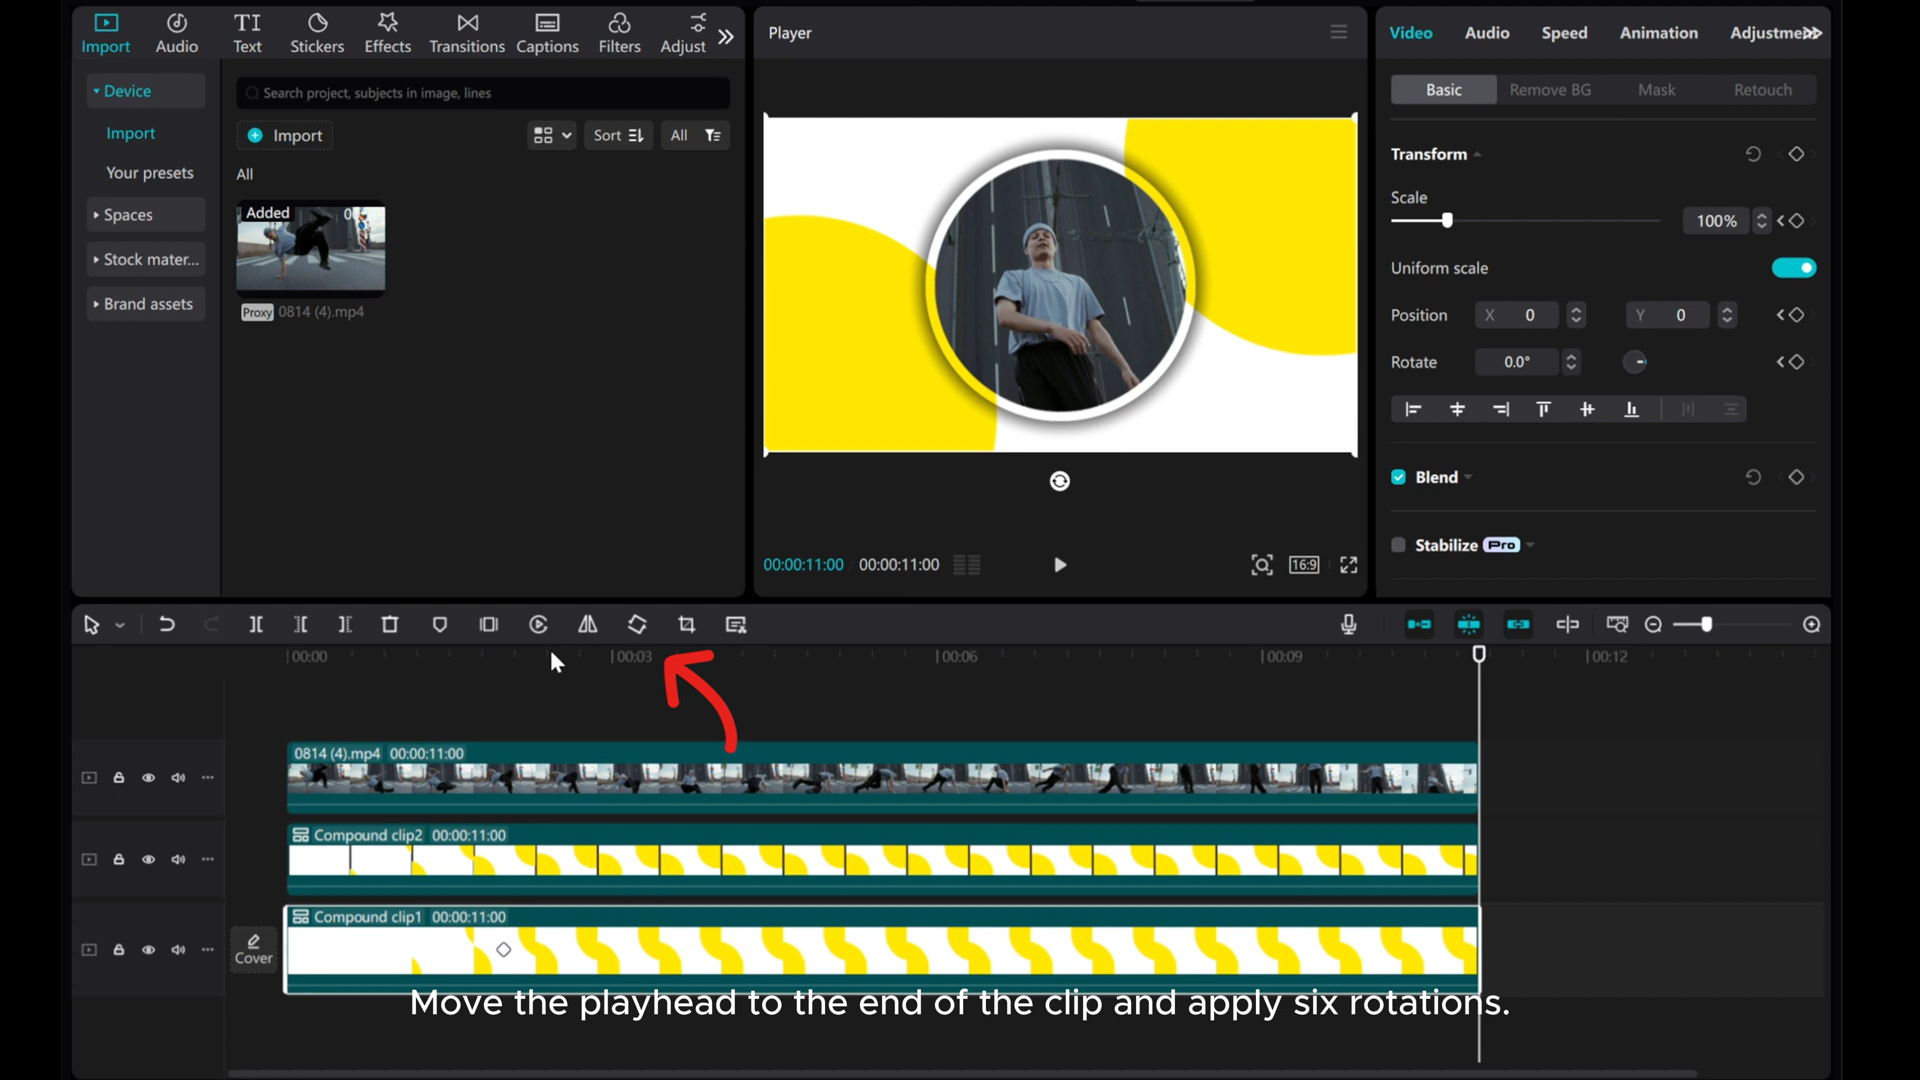 Import
Audio
TI
Text
Stickers
Effects
Transitions
Captions
Filters
Adjust
Device
Import
Your presets
Spaces
Stock mater...
Brand assets
Search project, subjects in image, lines
Import
Sort
All
All
Added
Proxy 0814 (4).mp4
Player
00:00:11:00 00:00:11:00
16:9
Video
Audio
Speed
Animation
Basic
Remove BG
Mask
Retouch
Transform
Scale
100%
Uniform scale
Position X 0 Y 0
Rotate 0.0°
Blend
Stabilize Pro
00:00
00:03
00:06
00:09
00:12
0814 (4).mp4 00:00:11:00
Compound clip2 00:00:11:00
Compound clip1 00:00:11:00
Cover
Move the playhead to the end of the clip and apply six rotations.